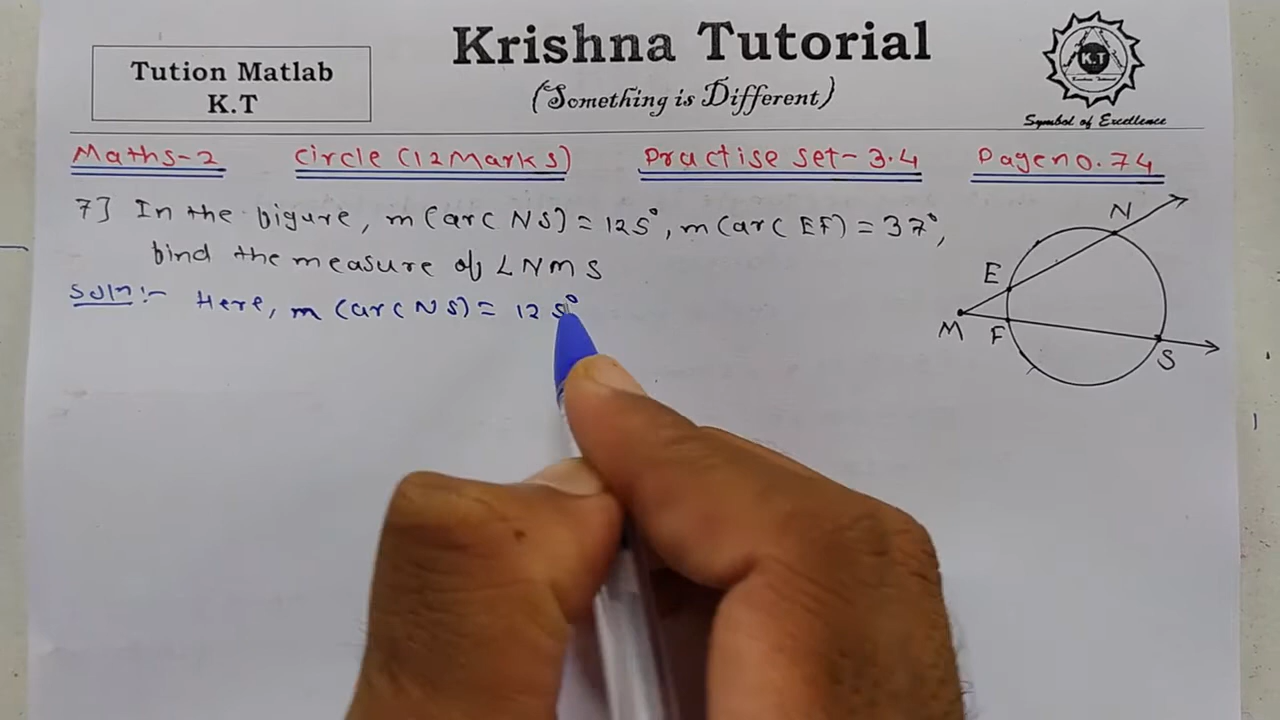 Tution Matlab
K.T
Krishna Tutorial
(Something is Different)
K.T
Symbol of Excellence
Maths-2 Circle (12 Marks) Practise set-3.4 Page no. 74
7] In the figure, m(arc NS) = 125°, m(arc EF) = 37°,
find the measure of ∠NMS
Soln:- Here, m(arc NS) = 125°
N
E
M F
S